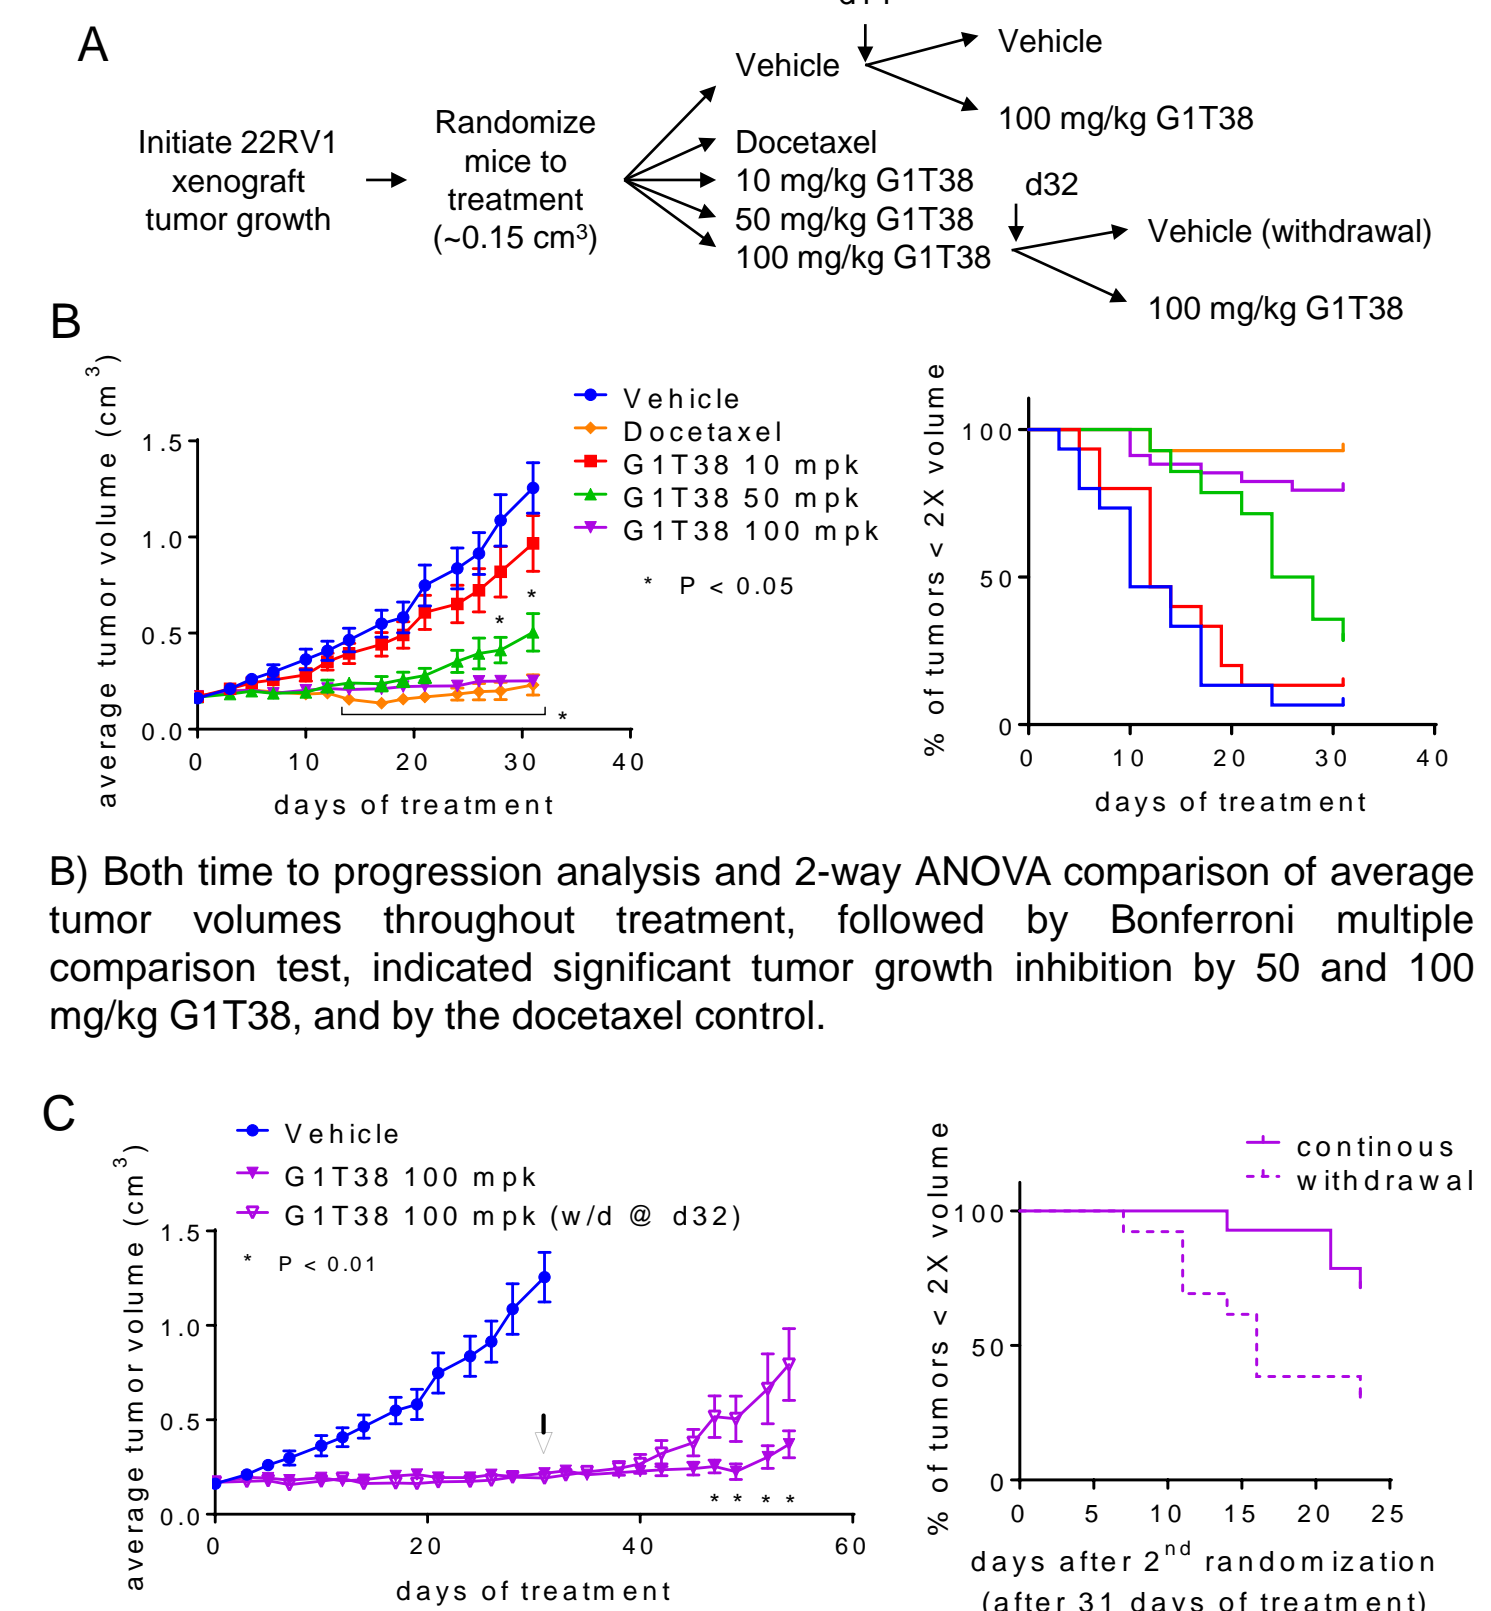 A
Vehicle
Vehicle
100 mg/kg G1T38
Initiate 22RV1
xenograft
tumor growth
Randomize
mice to
treatment
(~0.15 cm³)
Docetaxel
10 mg/kg G1T38
50 mg/kg G1T38
100 mg/kg G1T38
d32
Vehicle (withdrawal)
100 mg/kg G1T38
B
average tumor volume (cm³)
1.5
1.0
0.5
0.0
0 10 20 30 40
days of treatment
Vehicle
Docetaxel
G1T38 10 mpk
G1T38 50 mpk
G1T38 100 mpk
* P < 0.05
*
*
*
% of tumors < 2X volume
100
50
0
0 10 20 30 40
days of treatment
B) Both time to progression analysis and 2-way ANOVA comparison of average
tumor volumes throughout treatment, followed by Bonferroni multiple
comparison test, indicated significant tumor growth inhibition by 50 and 100
mg/kg G1T38, and by the docetaxel control.
C
Vehicle
G1T38 100 mpk
G1T38 100 mpk (w/d @ d32)
* P < 0.01
average tumor volume (cm³)
1.5
1.0
0.5
0.0
* * * *
0 20 40 60
days of treatment
continous
withdrawal
% of tumors < 2X volume
100
50
0
0 5 10 15 20 25
days after 2nd randomization
(after 31 days of treatment)